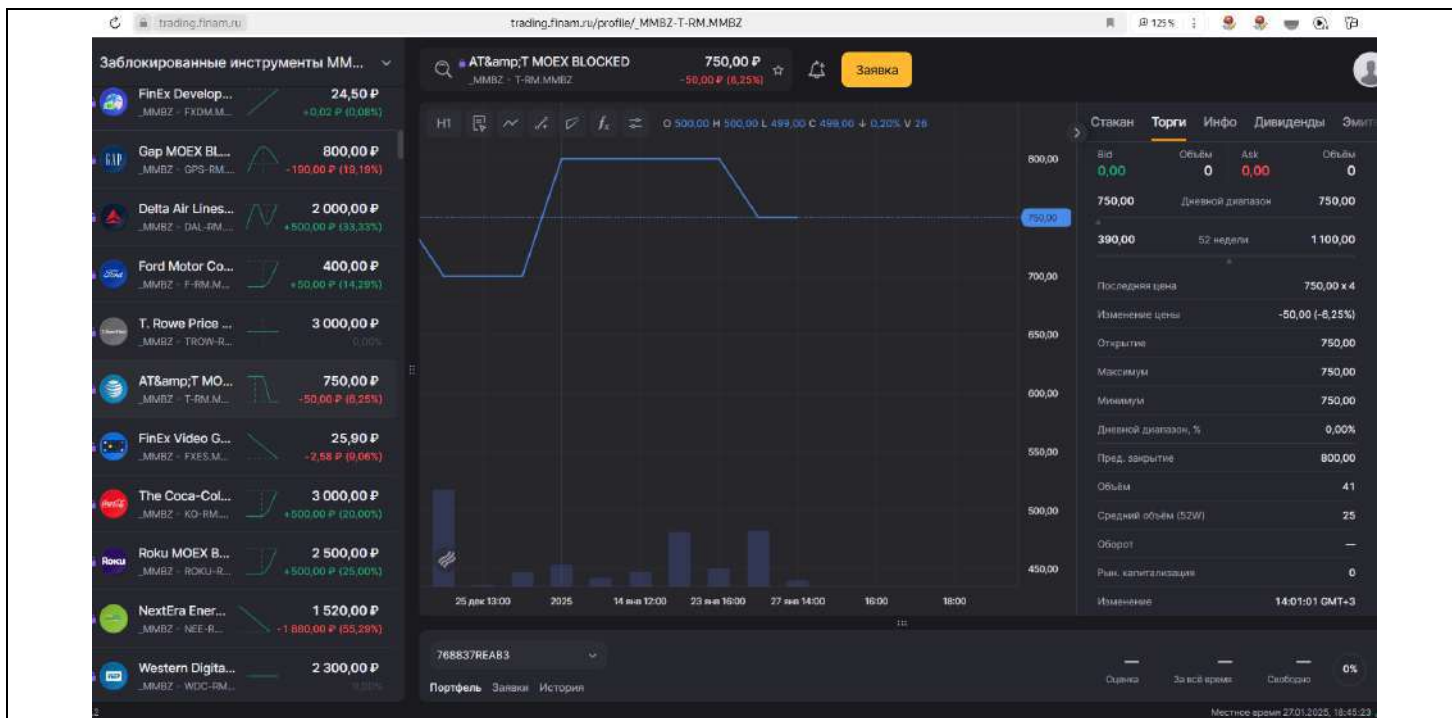 trading.finam.ru
trading.finam.ru/profile/_MMBZ-T-RM.MMBZ
125 %
Заблокированные инструменты MM...
AT&amp;T MOEX BLOCKED
750,00 ₽
_MMBZ - T-RM.MMBZ
-50,00 ₽ (6,25%)
Заявка
FinEx Develop...
24,50 ₽
_MMBZ - FXDM.M...
+0,02 ₽ (0,08%)
Gap MOEX BL...
800,00 ₽
_MMBZ - GPS-RM....
-190,00 ₽ (19,19%)
Delta Air Lines...
2 000,00 ₽
_MMBZ - DAL-RM....
+500,00 ₽ (33,33%)
Ford Motor Co...
400,00 ₽
_MMBZ - F-RM.M...
+50,00 ₽ (14,29%)
T. Rowe Price ...
3 000,00 ₽
_MMBZ - TROW-R...
0,00%
AT&amp;T MO...
750,00 ₽
_MMBZ - T-RM.M...
-50,00 ₽ (6,25%)
FinEx Video G...
25,90 ₽
_MMBZ - FXES.M...
-2,58 ₽ (9,06%)
The Coca-Col...
3 000,00 ₽
_MMBZ - KO-RM....
+500,00 ₽ (20,00%)
Roku MOEX B...
2 500,00 ₽
_MMBZ - ROKU-R...
+500,00 ₽ (25,00%)
NextEra Ener...
1 520,00 ₽
_MMBZ - NEE-R...
-1 880,00 ₽ (55,29%)
Western Digita...
2 300,00 ₽
_MMBZ - WDC-RM...
0,00%
H1
O 500,00 H 500,00 L 499,00 C 499,00 ↓ 0,20% V 26
800,00
750,00
700,00
650,00
600,00
550,00
500,00
450,00
25 дек 13:00 2025 14 янв 12:00 23 янв 16:00 27 янв 14:00 16:00 18:00
Стакан Торги Инфо Дивиденды Эмит
Bid Объём Ask Объём
0,00 0 0,00 0
750,00 Дневной диапазон 750,00
390,00 52 недели 1 100,00
Последняя цена 750,00 x 4
Изменение цены -50,00 (-6,25%)
Открытие 750,00
Максимум 750,00
Минимум 750,00
Дневной диапазон, % 0,00%
Пред. закрытие 800,00
Объём 41
Средний объём (52W) 25
Оборот —
Рын. капитализация 0
Изменение 14:01:01 GMT+3
768837REAB3
Портфель Заявки История
— — — 0%
Оценка За всё время Свободно
Местное время 27.01.2025, 18:45:23